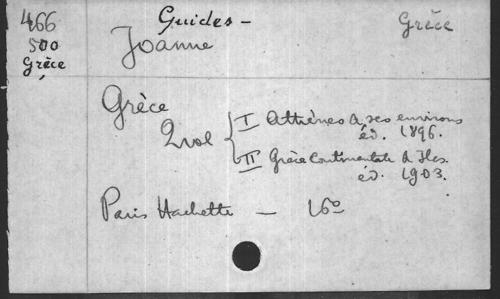 466 Guides - Grèce
500 Joanne
Grèce
Grèce
2 vol { I Athènes & ses environs
éd. 1896.
II Grèce Continentale & Iles.
éd. 1903.
Paris Hachette — 16º